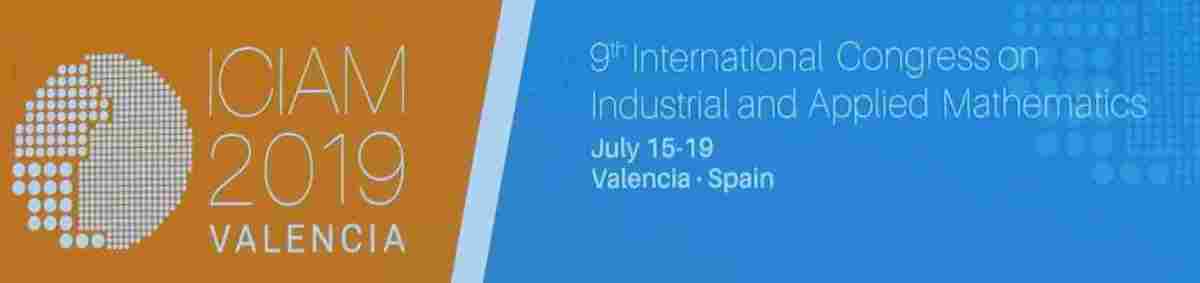 ICIAM
2019
VALENCIA
9th International Congress on
Industrial and Applied Mathematics
July 15-19
Valencia • Spain